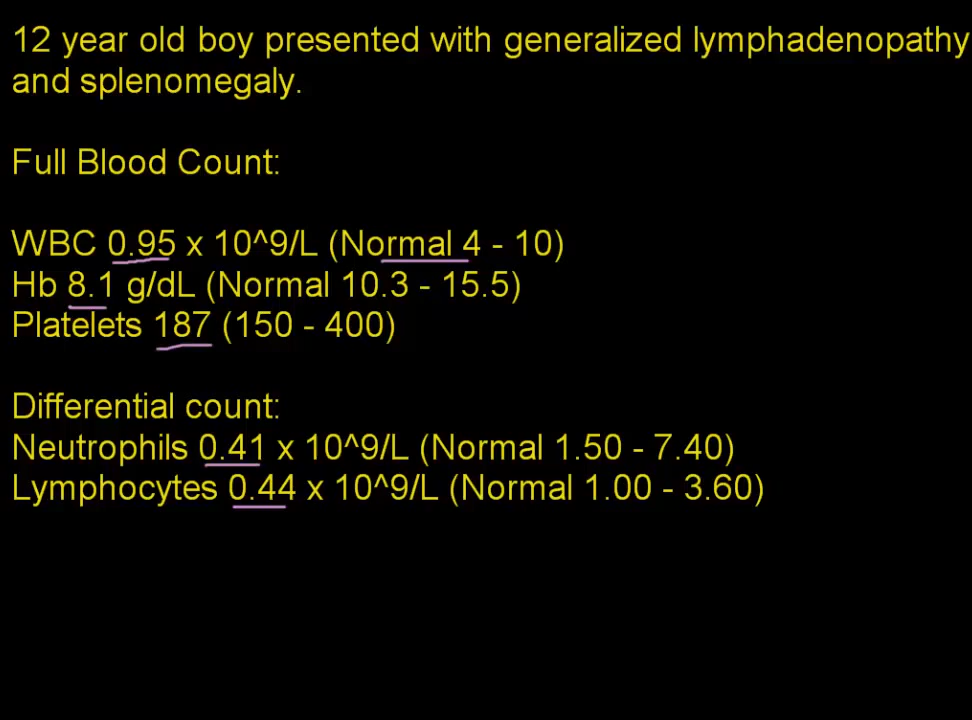 12 year old boy presented with generalized lymphadenopathy
and splenomegaly.
Full Blood Count:
WBC 0.95 x 10^9/L (Normal 4 - 10)
Hb 8.1 g/dL (Normal 10.3 - 15.5)
Platelets 187 (150 - 400)
Differential count:
Neutrophils 0.41 x 10^9/L (Normal 1.50 - 7.40)
Lymphocytes 0.44 x 10^9/L (Normal 1.00 - 3.60)